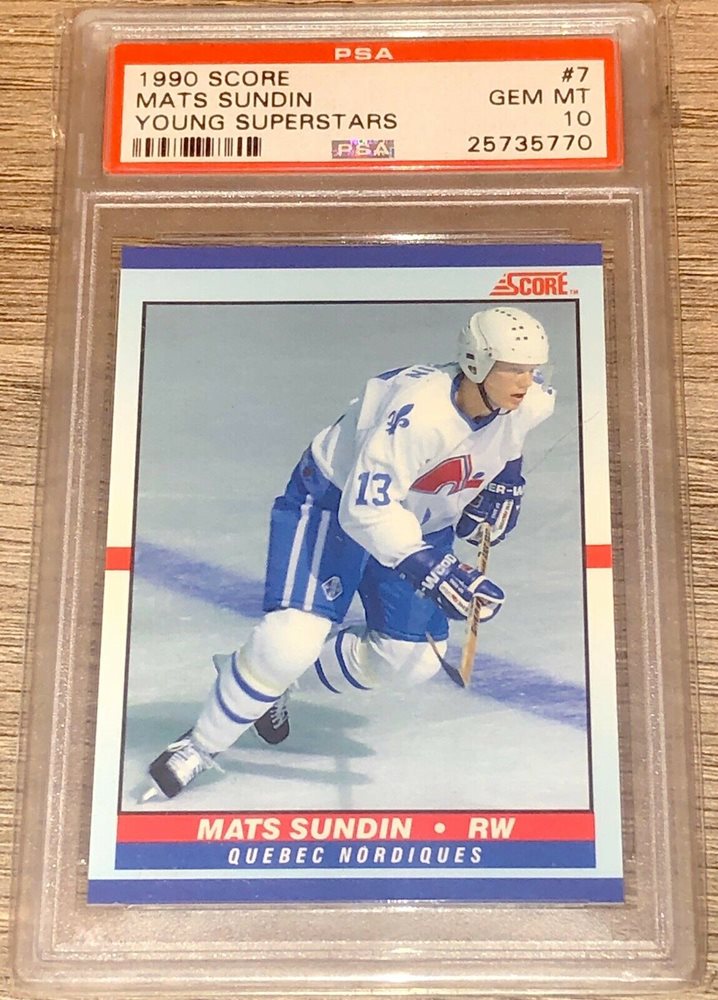 PSA
1990 SCORE #7
MATS SUNDIN GEM MT
YOUNG SUPERSTARS 10
PSA 25735770
SCORE™
13
MATS SUNDIN • RW
QUEBEC NORDIQUES